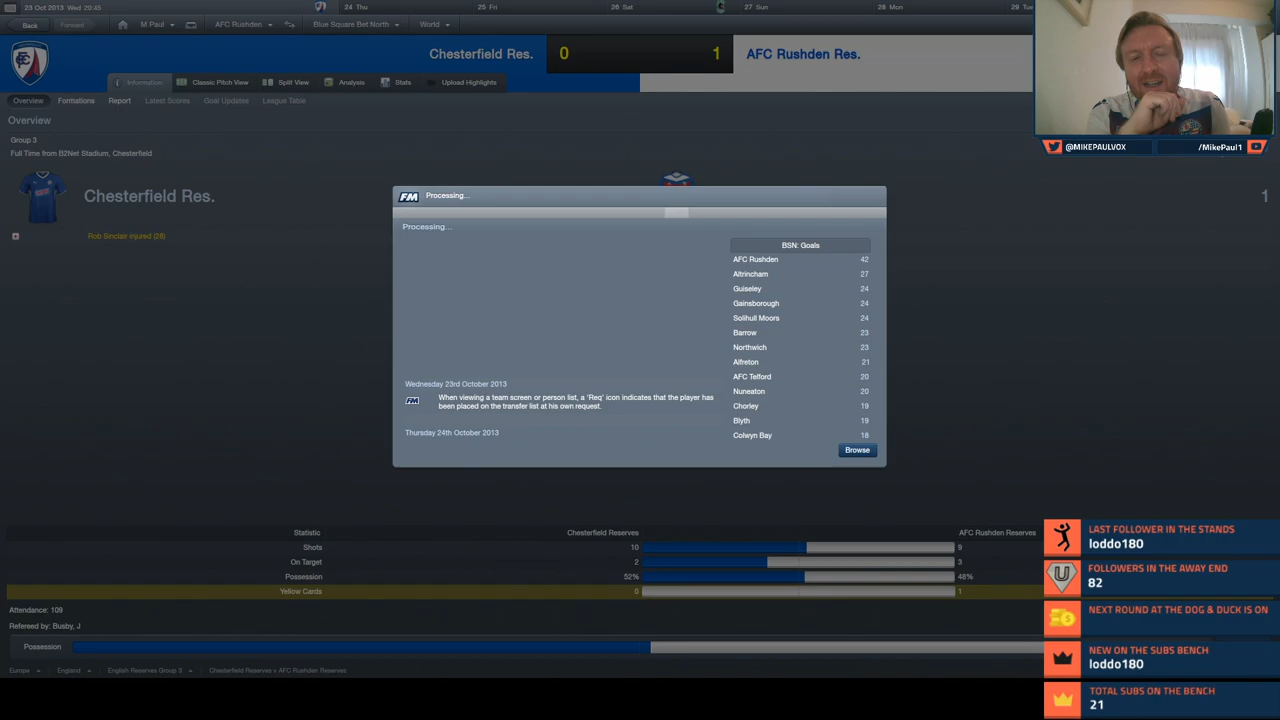 23 Oct 2013 Wed 20:45
24 Thu
25 Fri
26 Sat
27 Sun
28 Mon
29 Tue
Back
Forward
M Paul
AFC Rushden
Blue Square Bet North
World
Chesterfield Res.
0
1
AFC Rushden Res.
Information
Classic Pitch View
Split View
Analysis
Stats
Upload Highlights
Overview
Formations
Report
Latest Scores
Goal Updates
League Table
Overview
Group 3
Full Time from B2Net Stadium, Chesterfield
@MIKEPAULVOX
/MikePaul1
Chesterfield Res.
1
Rob Sinclair injured (28)
FM
Processing...
Processing...
BSN: Goals
AFC Rushden 42
Altrincham 27
Guiseley 24
Gainsborough 24
Solihull Moors 24
Barrow 23
Northwich 23
Alfreton 21
AFC Telford 20
Nuneaton 20
Chorley 19
Blyth 19
Colwyn Bay 18
Wednesday 23rd October 2013
FM
When viewing a team screen or person list, a 'Req' icon indicates that the player has
been placed on the transfer list at his own request.
Thursday 24th October 2013
Browse
Statistic Chesterfield Reserves AFC Rushden Reserves
Shots 10 9
On Target 2 3
Possession 52% 48%
Yellow Cards 0 1
Attendance: 109
Refereed by: Busby, J
Possession
Europe
England
English Reserves Group 3
Chesterfield Reserves v AFC Rushden Reserves
LAST FOLLOWER IN THE STANDS
loddo180
FOLLOWERS IN THE AWAY END
82
NEXT ROUND AT THE DOG & DUCK IS ON
NEW ON THE SUBS BENCH
loddo180
TOTAL SUBS ON THE BENCH
21